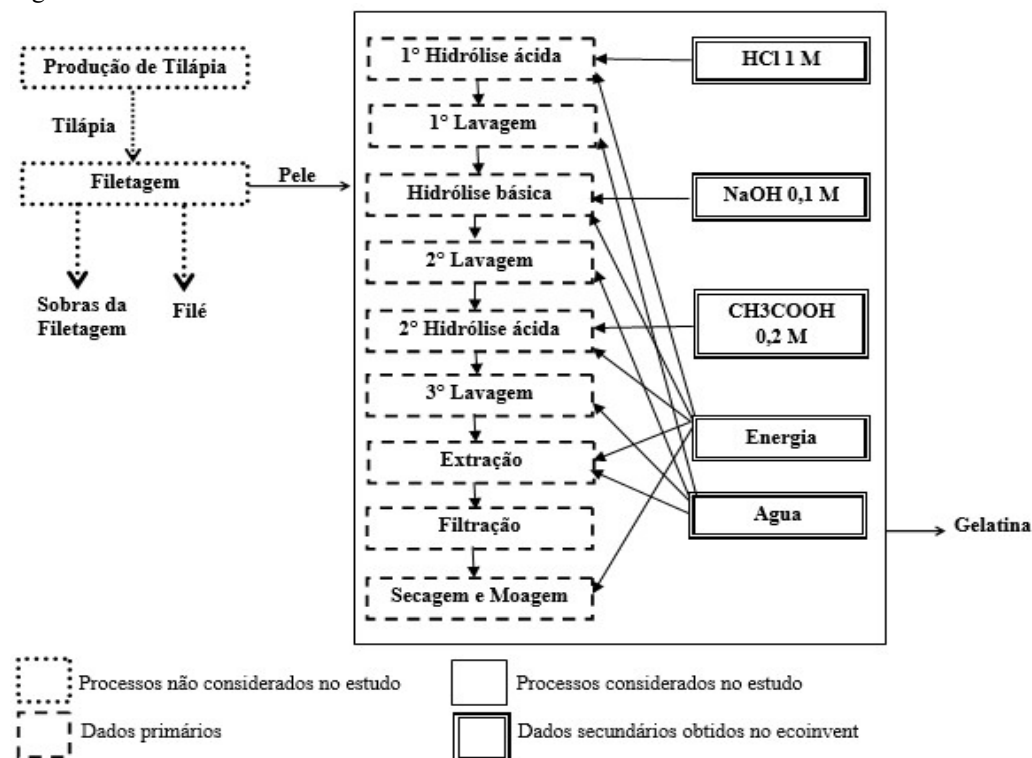 Produção de Tilápia
Tilápia
Filetagem
Pele
Sobras da
Filetagem
Filé
1° Hidrólise ácida
1° Lavagem
Hidrólise básica
2° Lavagem
2° Hidrólise ácida
3° Lavagem
Extração
Filtração
Secagem e Moagem
HCl 1 M
NaOH 0,1 M
CH3COOH
0,2 M
Energia
Agua
Gelatina
Processos não considerados no estudo
Processos considerados no estudo
Dados primários
Dados secundários obtidos no ecoinvent